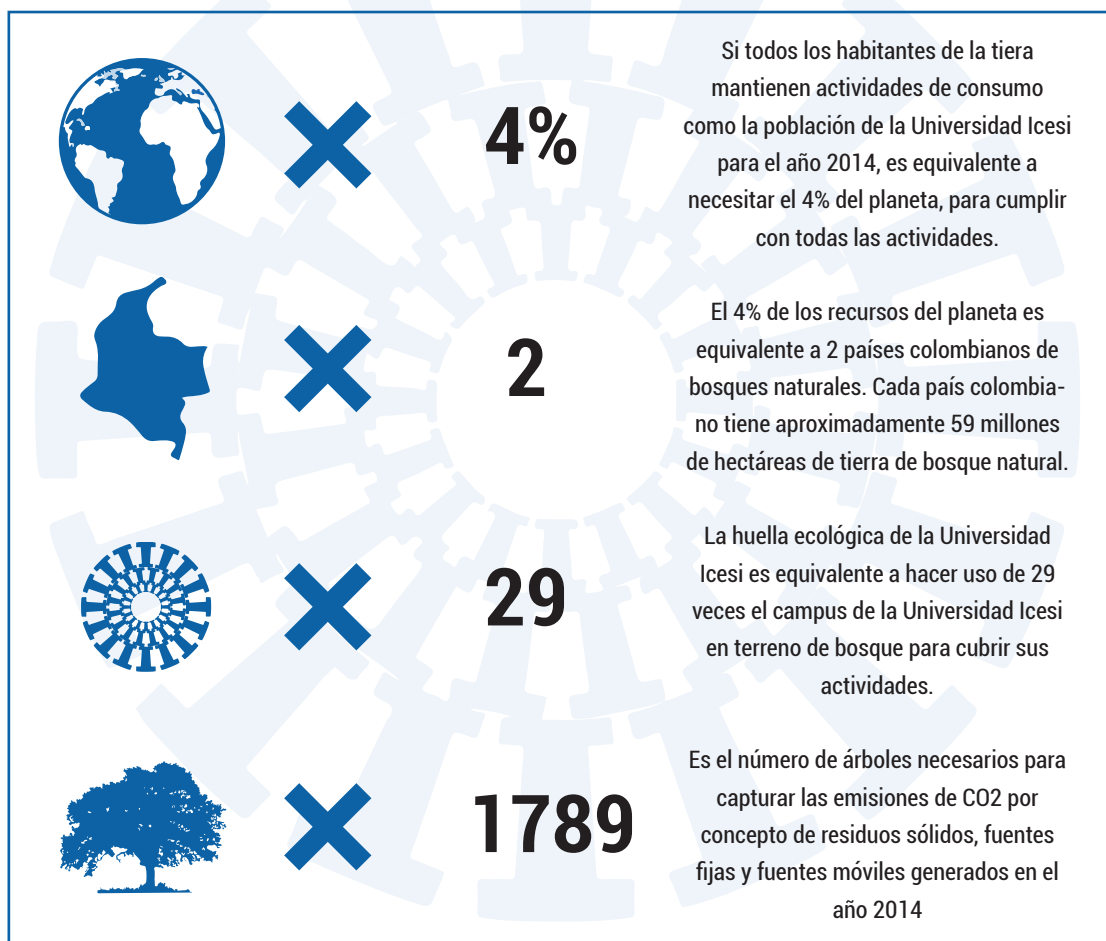 4%
Si todos los habitantes de la tiera
mantienen actividades de consumo
como la población de la Universidad Icesi
para el año 2014, es equivalente a
necesitar el 4% del planeta, para cumplir
con todas las actividades.
2
El 4% de los recursos del planeta es
equivalente a 2 países colombianos de
bosques naturales. Cada país colombia-
no tiene aproximadamente 59 millones
de hectáreas de tierra de bosque natural.
29
La huella ecológica de la Universidad
Icesi es equivalente a hacer uso de 29
veces el campus de la Universidad Icesi
en terreno de bosque para cubrir sus
actividades.
1789
Es el número de árboles necesarios para
capturar las emisiones de CO2 por
concepto de residuos sólidos, fuentes
fijas y fuentes móviles generados en el
año 2014